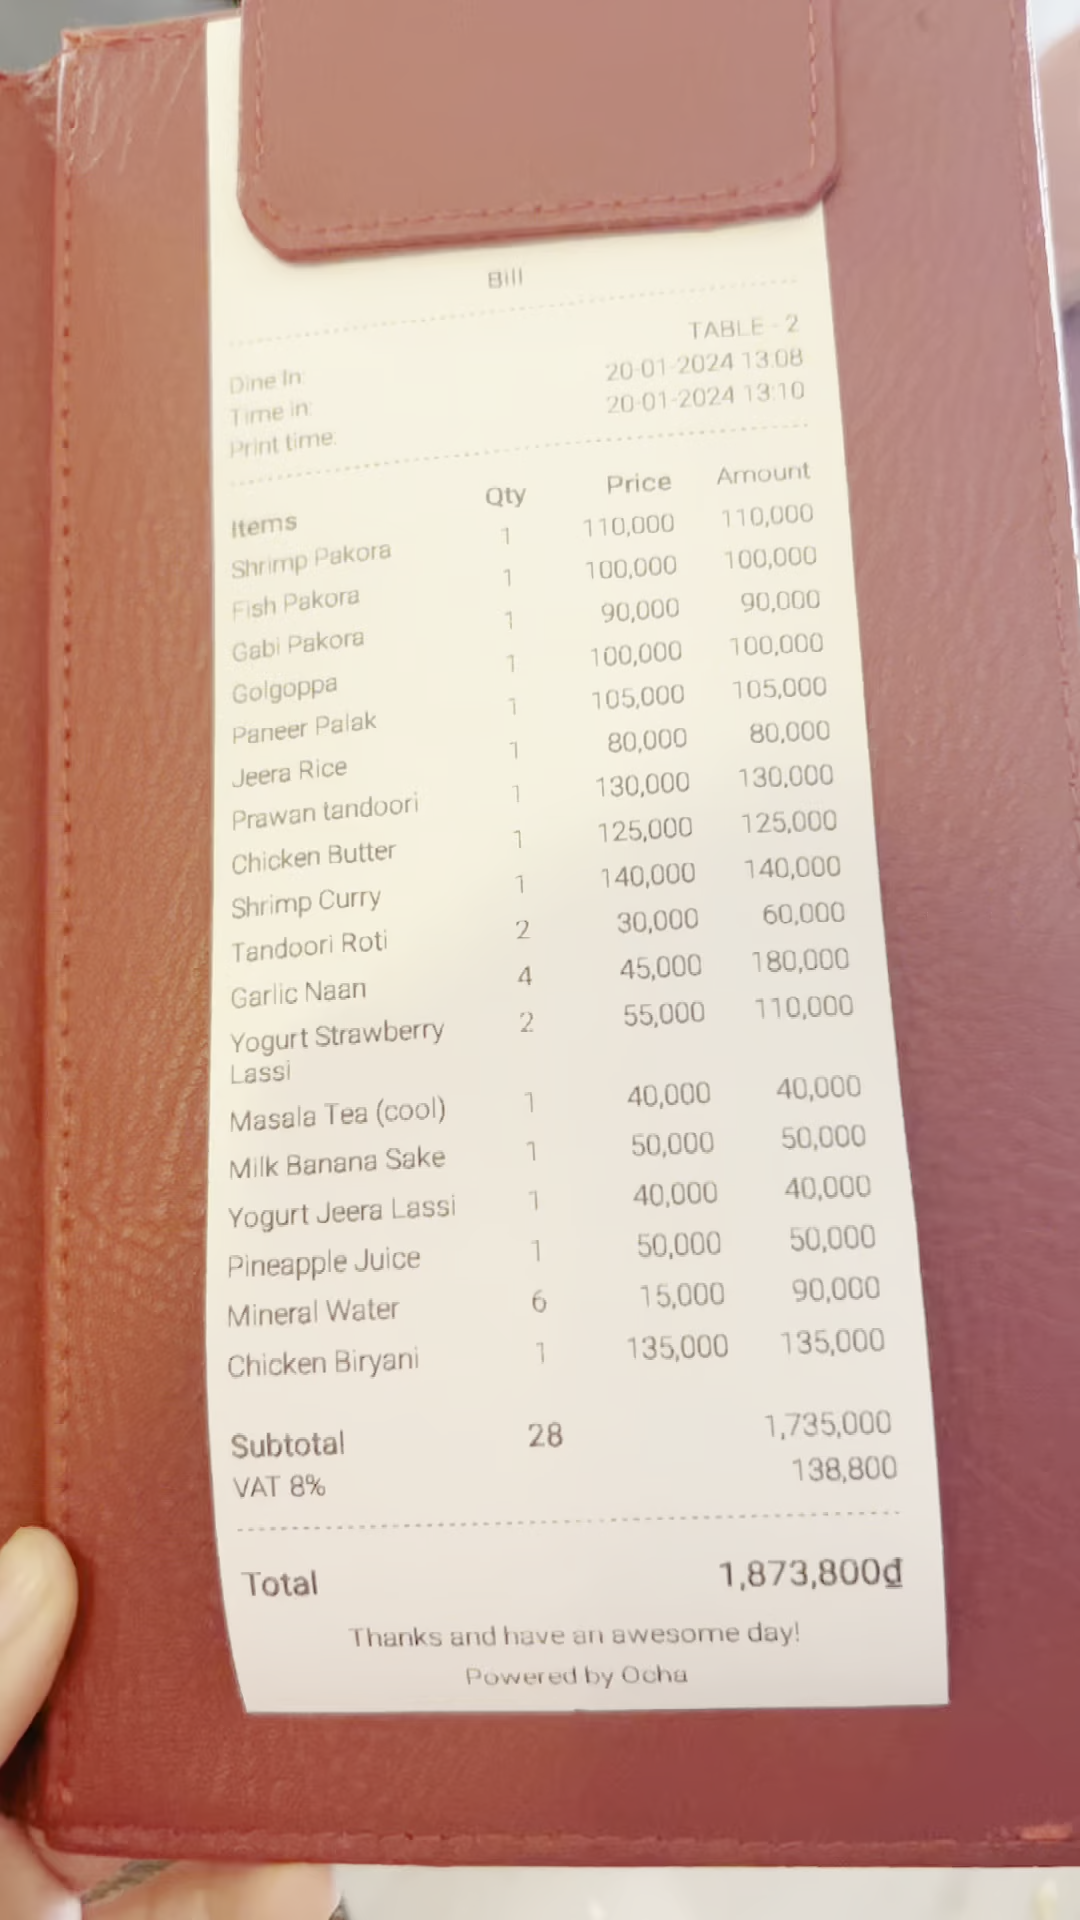 Bill
Dine In: TABLE - 2
Time in: 20-01-2024 13:08
Print time: 20-01-2024 13:10
Items Qty Price Amount
Shrimp Pakora 1 110,000 110,000
Fish Pakora 1 100,000 100,000
Gabi Pakora 1 90,000 90,000
Golgoppa 1 100,000 100,000
Paneer Palak 1 105,000 105,000
Jeera Rice 1 80,000 80,000
Prawan tandoori 1 130,000 130,000
Chicken Butter 1 125,000 125,000
Shrimp Curry 1 140,000 140,000
Tandoori Roti 2 30,000 60,000
Garlic Naan 4 45,000 180,000
Yogurt Strawberry 2 55,000 110,000
Lassi
Masala Tea (cool) 1 40,000 40,000
Milk Banana Sake 1 50,000 50,000
Yogurt Jeera Lassi 1 40,000 40,000
Pineapple Juice 1 50,000 50,000
Mineral Water 6 15,000 90,000
Chicken Biryani 1 135,000 135,000
Subtotal 28 1,735,000
VAT 8% 138,800
Total 1,873,800₫
Thanks and have an awesome day!
Powered by Ocha